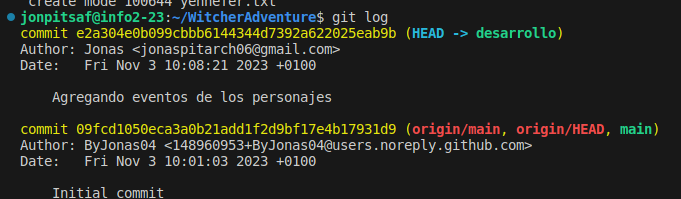 create mode 100644 yennefer.txt
jonpitsaf@info2-23:~/WitcherAdventure$ git log
commit e2a304e0b099cbbb6144344d7392a622025eab9b (HEAD -> desarrollo)
Author: Jonas <jonaspitarch06@gmail.com>
Date:   Fri Nov 3 10:08:21 2023 +0100
    Agregando eventos de los personajes
commit 09fcd1050eca3a0b21add1f2d9bf17e4b17931d9 (origin/main, origin/HEAD, main)
Author: ByJonas04 <148960953+ByJonas04@users.noreply.github.com>
Date:   Fri Nov 3 10:01:03 2023 +0100
    Initial commit